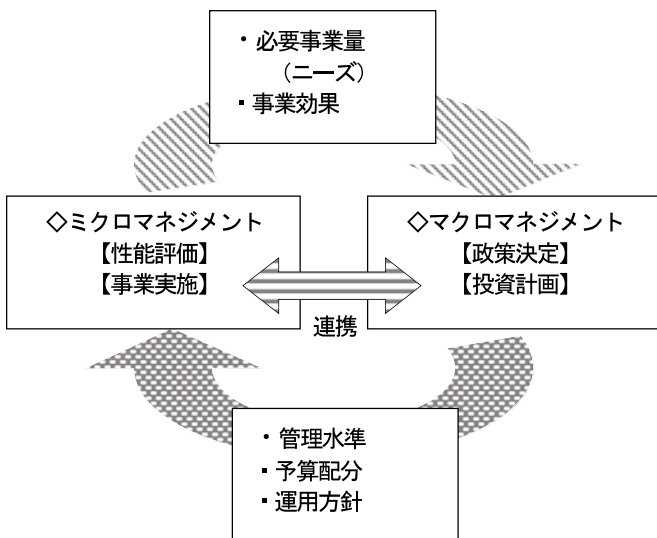 ・必要事業量
（ニーズ）
・事業効果
◇ミクロマネジメント
【性能評価】
【事業実施】
◇マクロマネジメント
【政策決定】
【投資計画】
連携
・管理水準
・予算配分
・運用方針